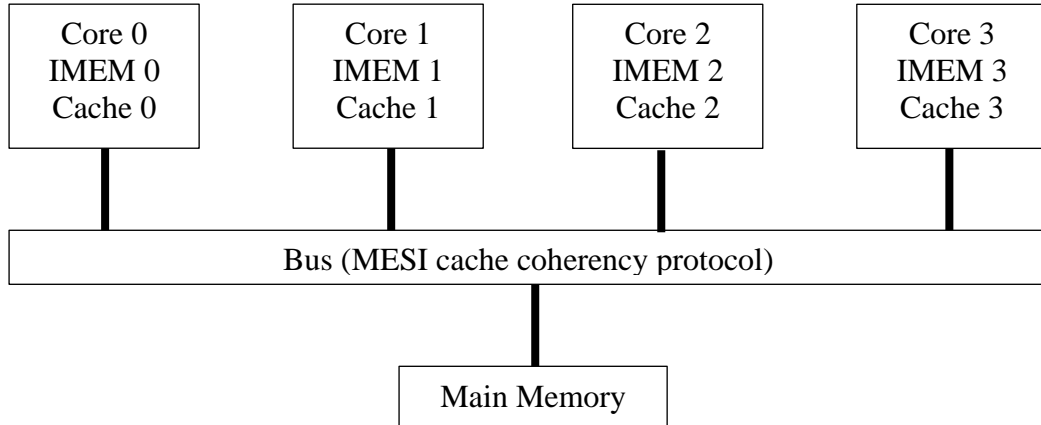 Core 0
IMEM 0
Cache 0
Core 1
IMEM 1
Cache 1
Core 2
IMEM 2
Cache 2
Core 3
IMEM 3
Cache 3
Bus (MESI cache coherency protocol)
Main Memory